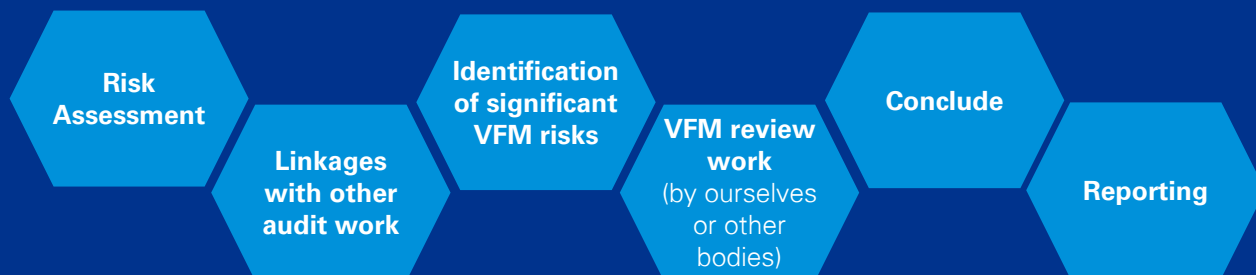 Risk
Assessment
Linkages
with other
audit work
Identification
of significant
VFM risks
VFM review
work
(by ourselves
or other
bodies)
Conclude
Reporting